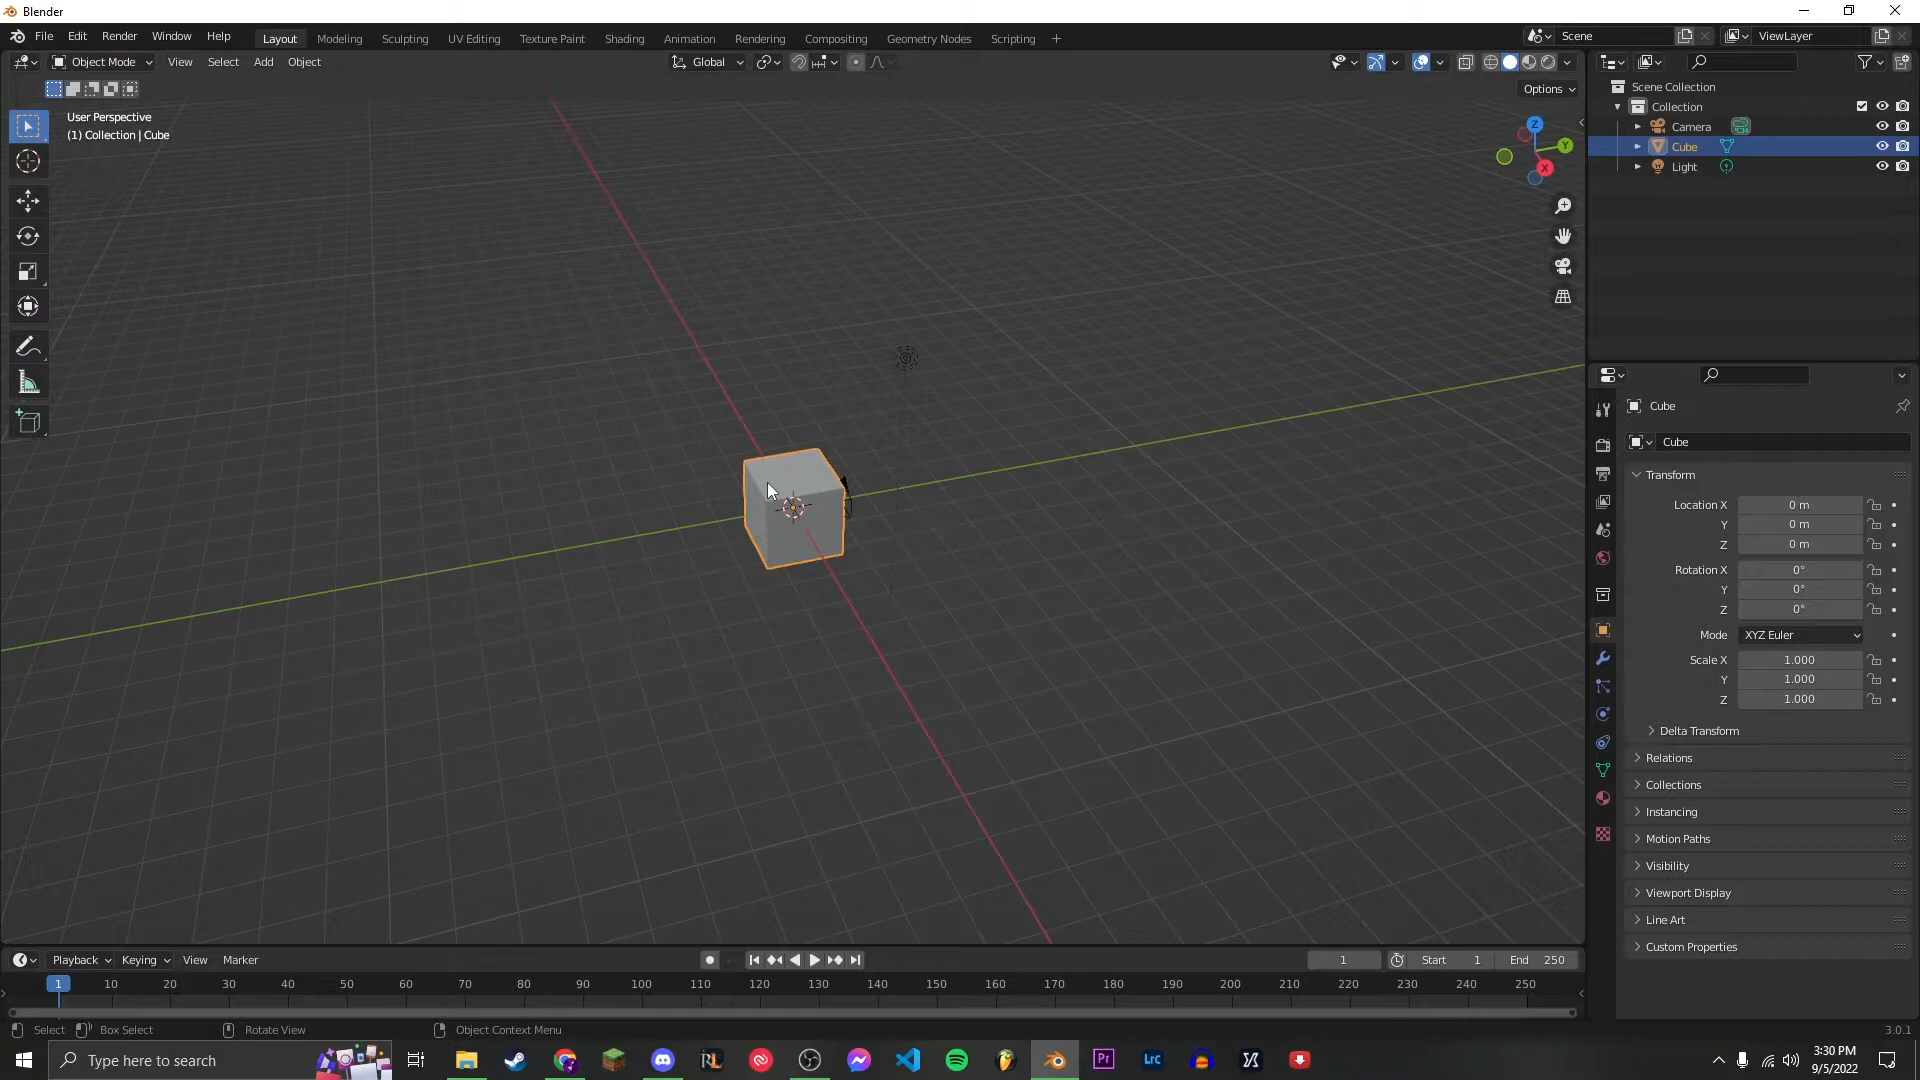 Blender
File Edit Render Window Help Layout Modeling Sculpting UV Editing Texture Paint Shading Animation Rendering Compositing Geometry Nodes Scripting + Scene ViewLayer
Object Mode View Select Add Object Global
Options
User Perspective
(1) Collection | Cube
Z
Y
X
Scene Collection
Collection
Camera
Cube
Light
Cube
Cube
Transform
Location X 0 m
Y 0 m
Z 0 m
Rotation X 0°
Y 0°
Z 0°
Mode XYZ Euler
Scale X 1.000
Y 1.000
Z 1.000
Delta Transform
Relations
Collections
Instancing
Motion Paths
Visibility
Viewport Display
Line Art
Custom Properties
Playback Keying View Marker 1 Start 1 End 250
1 10 20 30 40 50 60 70 80 90 100 110 120 130 140 150 160 170 180 190 200 210 220 230 240 250
Select Box Select Rotate View Object Context Menu 3.0.1
Type here to search RL Pr Lrc
3:30 PM
9/5/2022